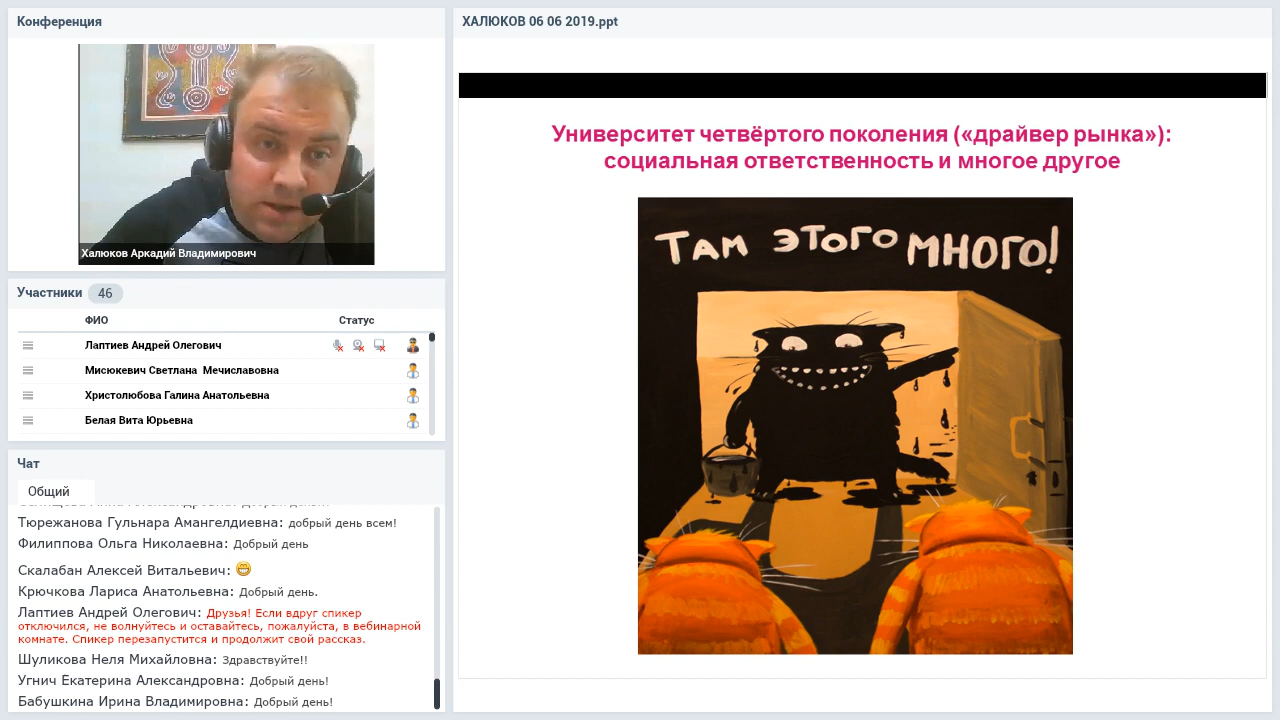 Конференция
Халюков Аркадий Владимирович
Участники 46
ФИО Статус
Лаптиев Андрей Олегович
Мисюкевич Светлана Мечиславовна
Христолюбова Галина Анатольевна
Белая Вита Юрьевна
Чат
Общий
Тюрежанова Гульнара Амангелдиевна: добрый день всем!
Филиппова Ольга Николаевна: Добрый день
Скалабан Алексей Витальевич:
Крючкова Лариса Анатольевна: Добрый день.
Лаптиев Андрей Олегович: Друзья! Если вдруг спикер
отключился, не волнуйтесь и оставайтесь, пожалуйста, в вебинарной
комнате. Спикер перезапустится и продолжит свой рассказ.
Шуликова Неля Михайловна: Здравствуйте!!
Угнич Екатерина Александровна: Добрый день!
Бабушкина Ирина Владимировна: Добрый день!
ХАЛЮКОВ 06 06 2019.ppt
Университет четвёртого поколения («драйвер рынка»):
социальная ответственность и многое другое
ТАМ ЭТОГО МНОГО!